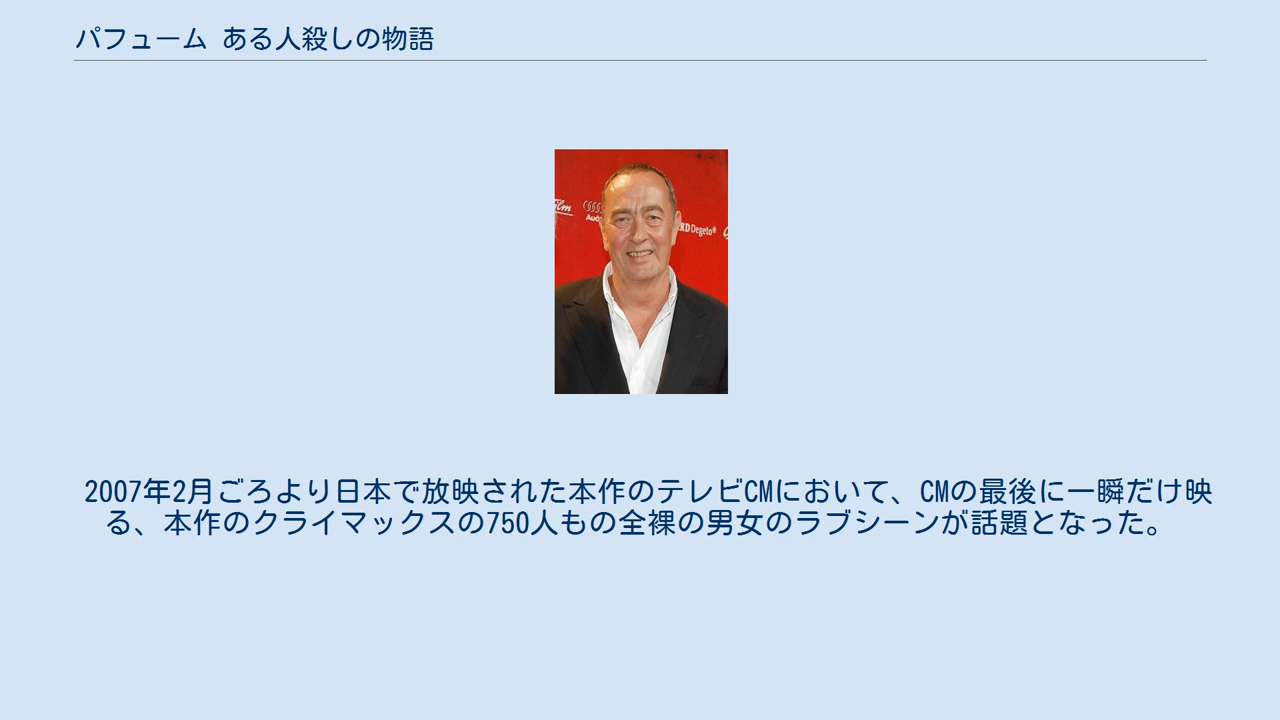 パフューム ある人殺しの物語
Audi
Degeto
2007年2月ごろより日本で放映された本作のテレビCMにおいて、CMの最後に一瞬だけ映
る、本作のクライマックスの750人もの全裸の男女のラブシーンが話題となった。